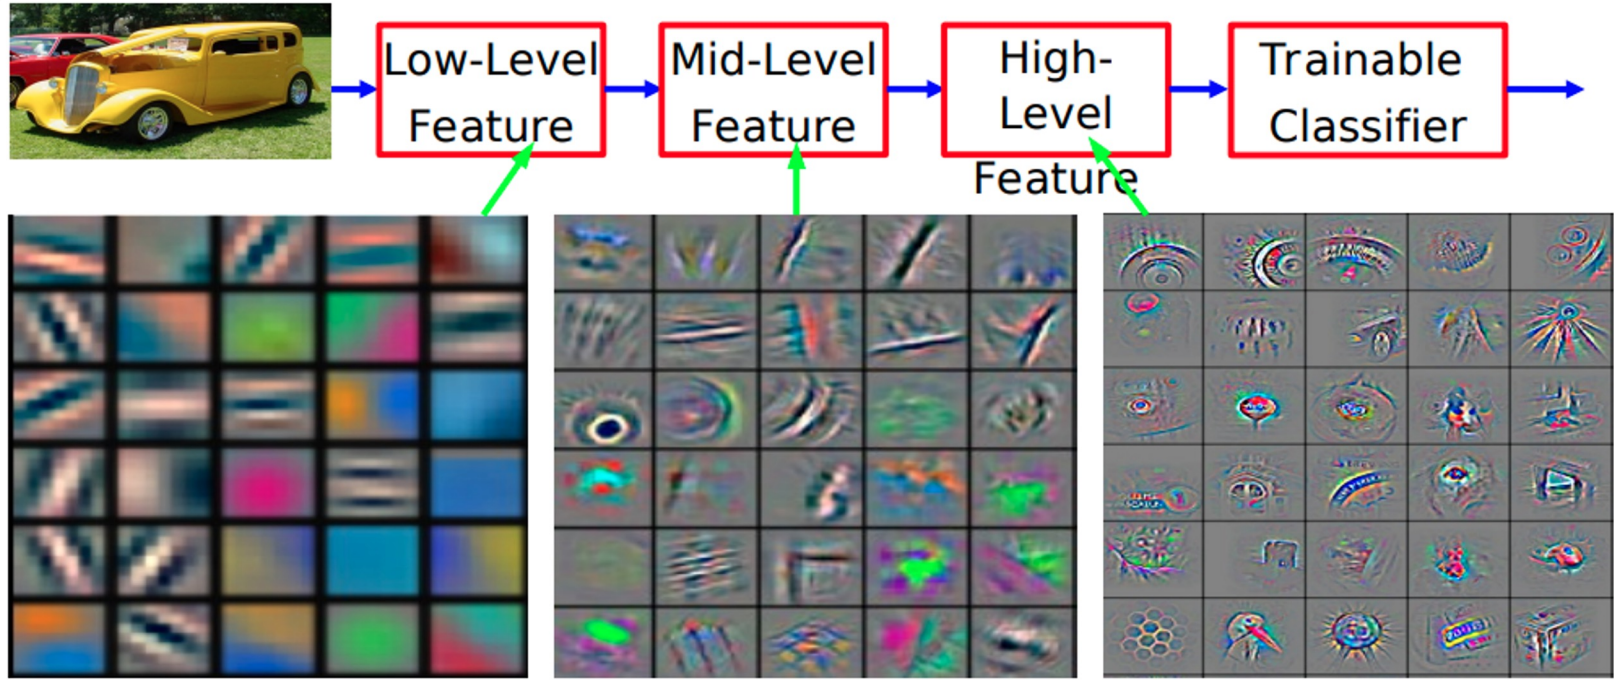 Low-Level
Feature
Mid-Level
Feature
High-
Level
Feature
Trainable
Classifier